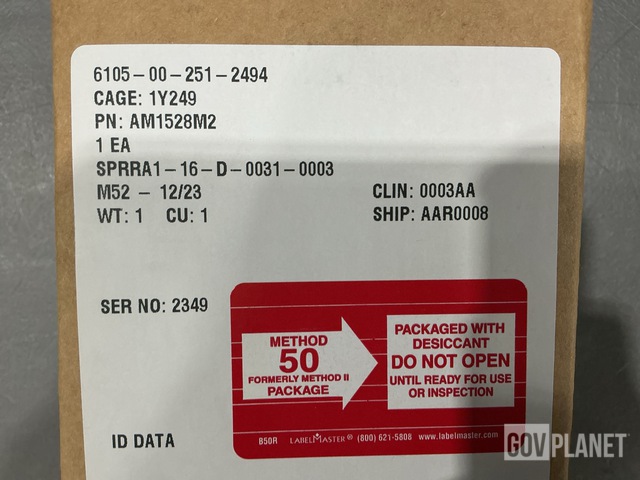 6105-00-251-2494
CAGE: 1Y249
PN: AM1528M2
1 EA
SPRRA1-16-D-0031-0003
M52 - 12/23 CLIN: 0003AA
WT: 1 CU: 1 SHIP: AAR0008
SER NO: 2349
METHOD
50
FORMERLY METHOD II
PACKAGE
PACKAGED WITH
DESICCANT
DO NOT OPEN
UNTIL READY FOR USE
OR INSPECTION
ID DATA
B50R LABELMASTER® (800) 621-5808 www.labelmaster.com
GOVPLANET